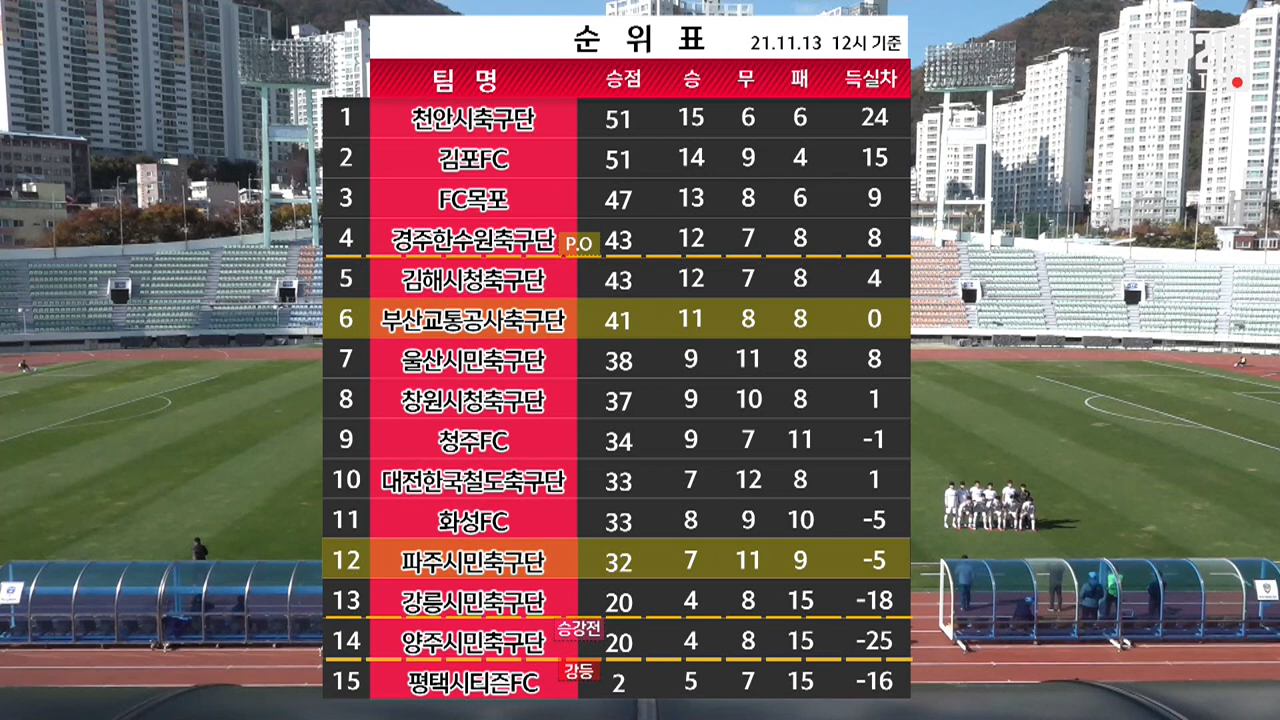 순 위 표 21.11.13 12시 기준
팀 명 승점 승 무 패 득실차
1 천안시축구단 51 15 6 6 24
2 김포FC 51 14 9 4 15
3 FC목포 47 13 8 6 9
4 경주한수원축구단 P.O 43 12 7 8 8
5 김해시청축구단 43 12 7 8 4
6 부산교통공사축구단 41 11 8 8 0
7 울산시민축구단 38 9 11 8 8
8 창원시청축구단 37 9 10 8 1
9 청주FC 34 9 7 11 -1
10 대전한국철도축구단 33 7 12 8 1
11 화성FC 33 8 9 10 -5
12 파주시민축구단 32 7 11 9 -5
13 강릉시민축구단 20 4 8 15 -18
승강전
14 양주시민축구단 20 4 8 15 -25
강등
15 평택시티즌FC 2 5 7 15 -16